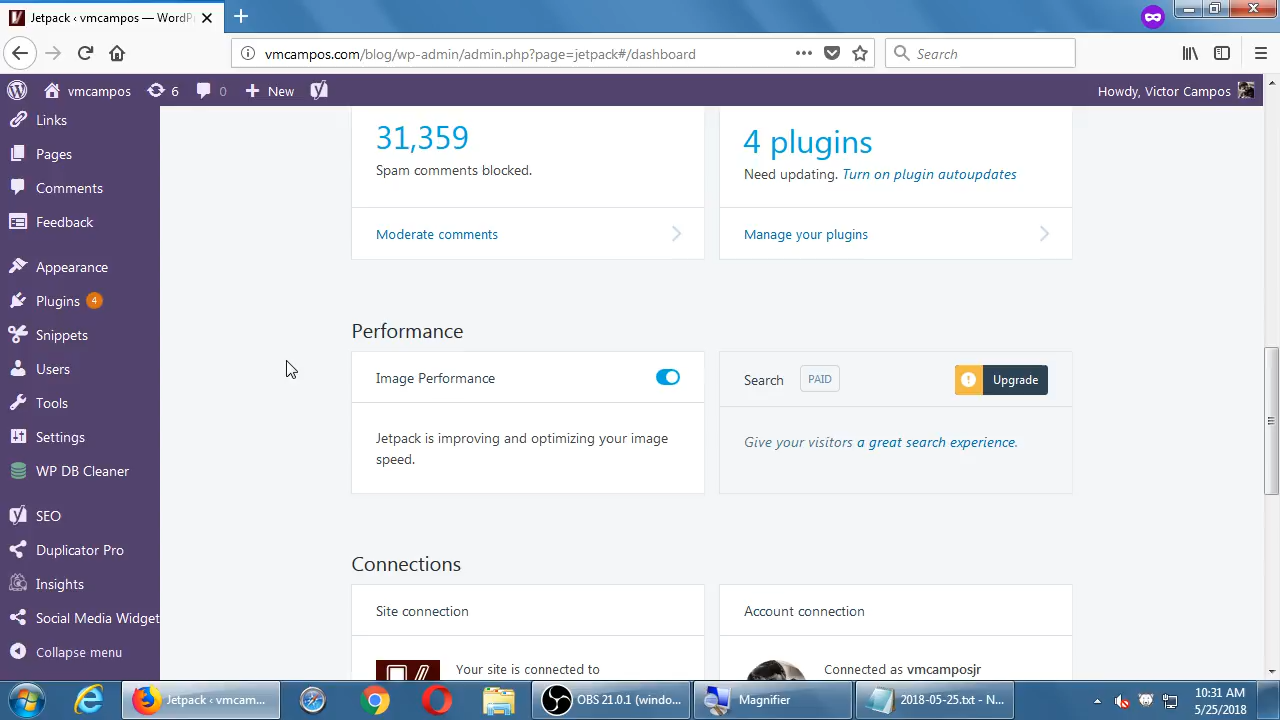 Jetpack ‹ vmcampos — WordPr
vmcampos.com/blog/wp-admin/admin.php?page=jetpack#/dashboard
Search
vmcampos
6
0
New
Howdy, Victor Campos
Links
Pages
Comments
Feedback
Appearance
Plugins 4
Snippets
Users
Tools
Settings
WP DB Cleaner
SEO
Duplicator Pro
Insights
Social Media Widget
Collapse menu
31,359
Spam comments blocked.
Moderate comments
4 plugins
Need updating. Turn on plugin autoupdates
Manage your plugins
Performance
Image Performance
Jetpack is improving and optimizing your image
speed.
Search PAID Upgrade
Give your visitors a great search experience.
Connections
Site connection
Your site is connected to
Account connection
Connected as vmcamposjr
Jetpack ‹ vmcam...
OBS 21.0.1 (windo...
Magnifier
2018-05-25.txt - N...
10:31 AM
5/25/2018